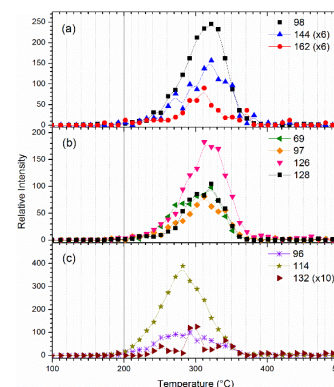 (a)
98
144 (x6)
162 (x6)
250
200
150
100
50
0
(b)
69
97
126
128
200
150
100
50
0
(c)
96
114
132 (x10)
400
300
200
100
0
Relative Intensity
100 200 300 400
Temperature (°C)